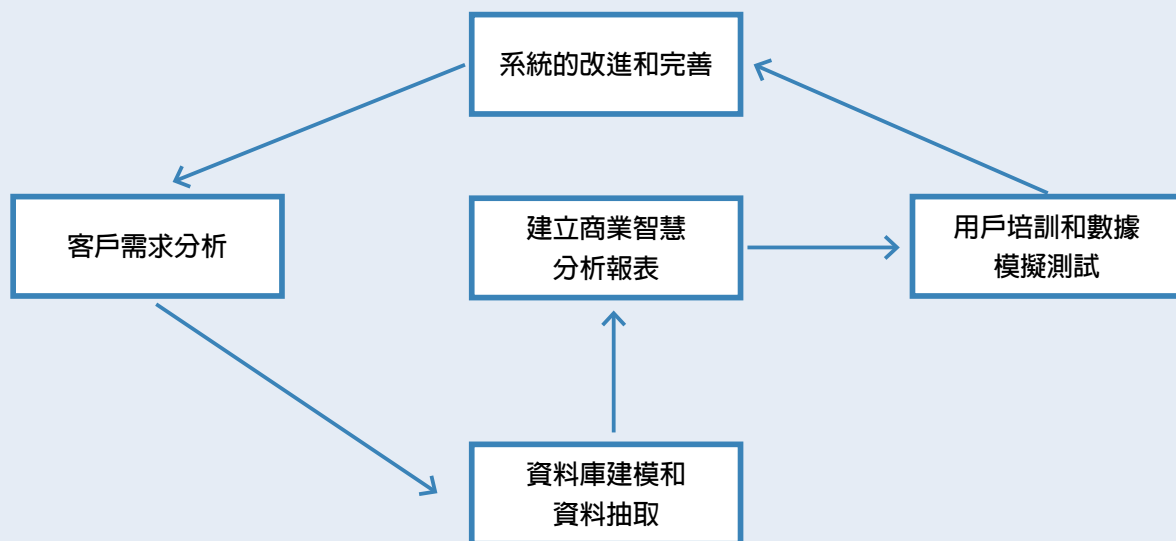 系統的改進和完善
客戶需求分析
建立商業智慧
分析報表
用戶培訓和數據
模擬測試
資料庫建模和
資料抽取